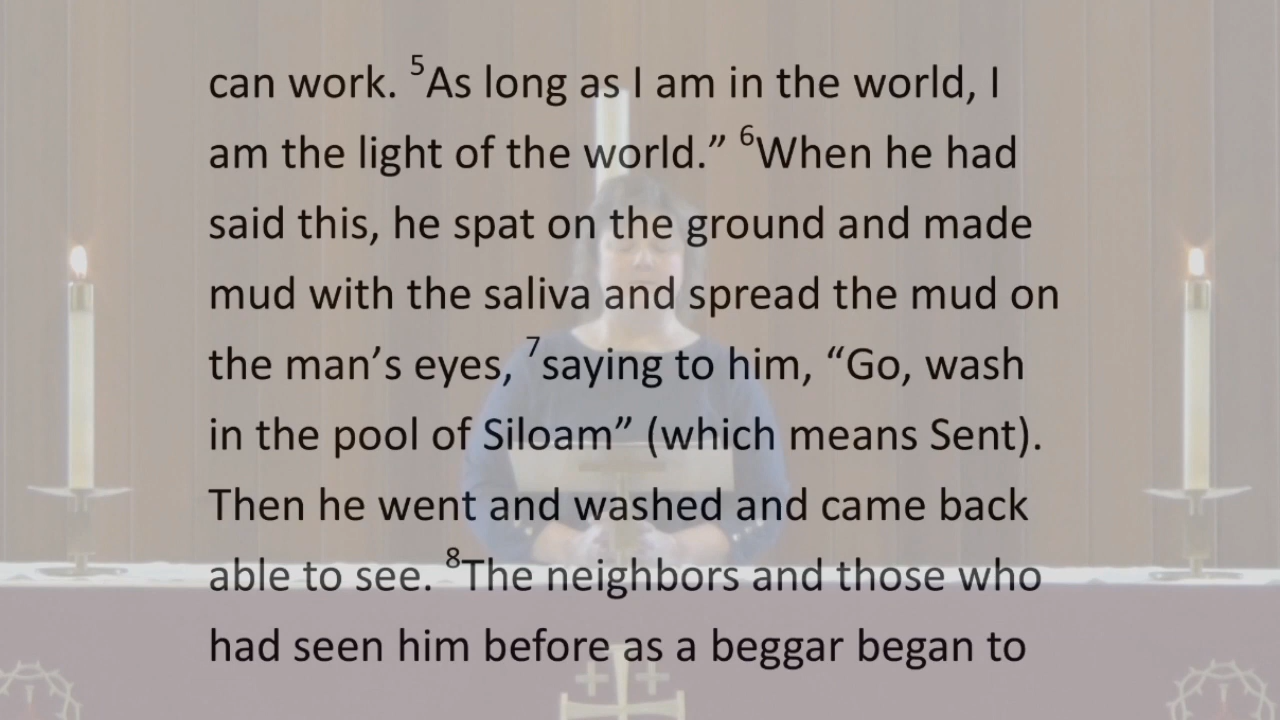 can work. ⁵As long as I am in the world, I
am the light of the world.” ⁶When he had
said this, he spat on the ground and made
mud with the saliva and spread the mud on
the man’s eyes, ⁷saying to him, “Go, wash
in the pool of Siloam” (which means Sent).
Then he went and washed and came back
able to see. ⁸The neighbors and those who
had seen him before as a beggar began to